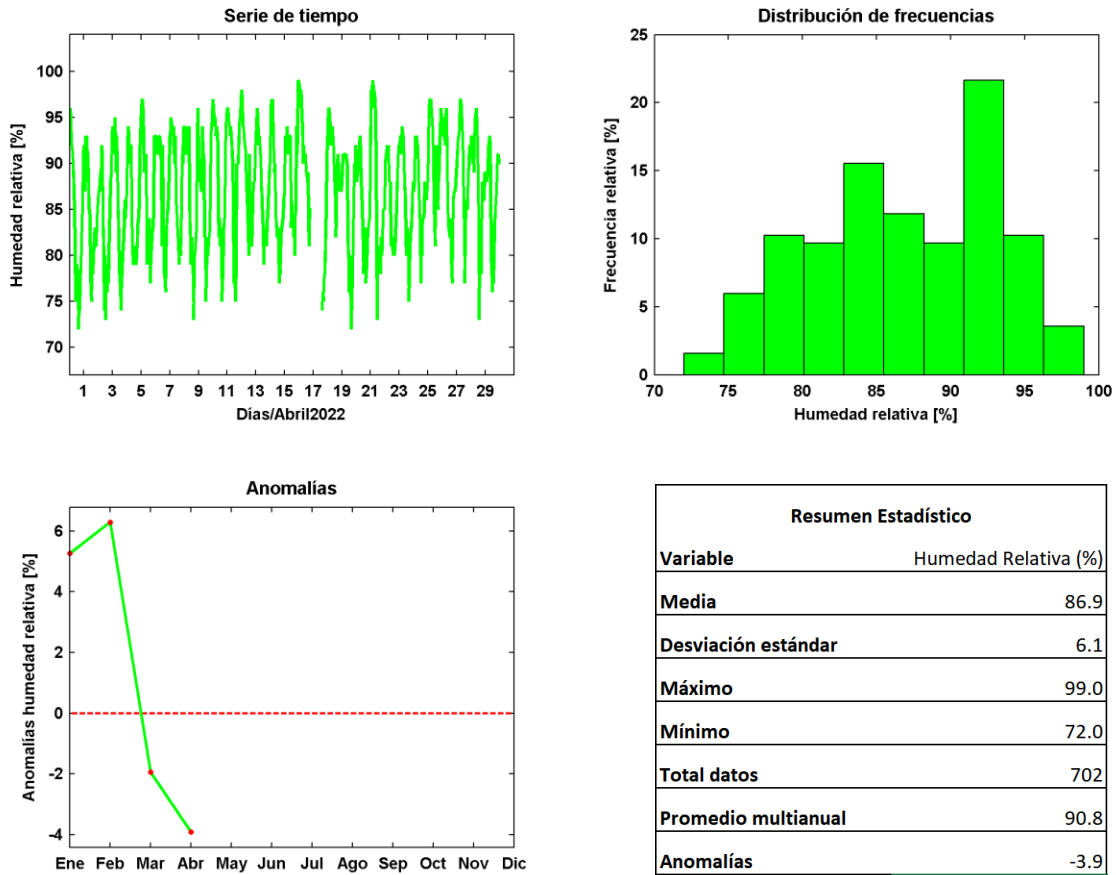 Serie de tiempo
Humedad relativa [%]
100
95
90
85
80
75
70
1 3 5 7 9 11 13 15 17 19 21 23 25 27 29
Días/Abril2022
Distribución de frecuencias
Frecuencia relativa [%]
25
20
15
10
5
0
70 75 80 85 90 95 100
Humedad relativa [%]
Anomalías
Anomalías humedad relativa [%]
6
4
2
0
-2
-4
Ene Feb Mar Abr May Jun Jul Ago Sep Oct Nov Dic
Resumen Estadístico
Variable Humedad Relativa (%)
Media 86.9
Desviación estándar 6.1
Máximo 99.0
Mínimo 72.0
Total datos 702
Promedio multianual 90.8
Anomalías -3.9